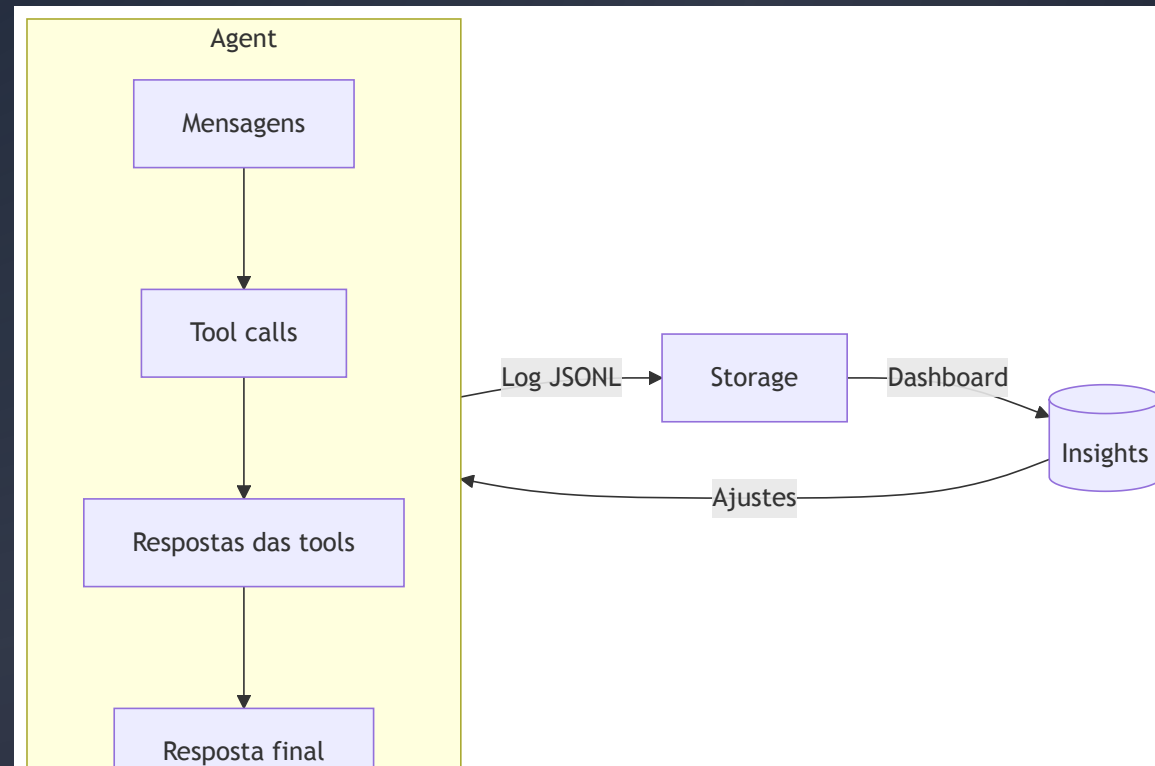 Agent
Mensagens
Tool calls
Respostas das tools
Resposta final
Log JSONL
Storage
Dashboard
Insights
Ajustes